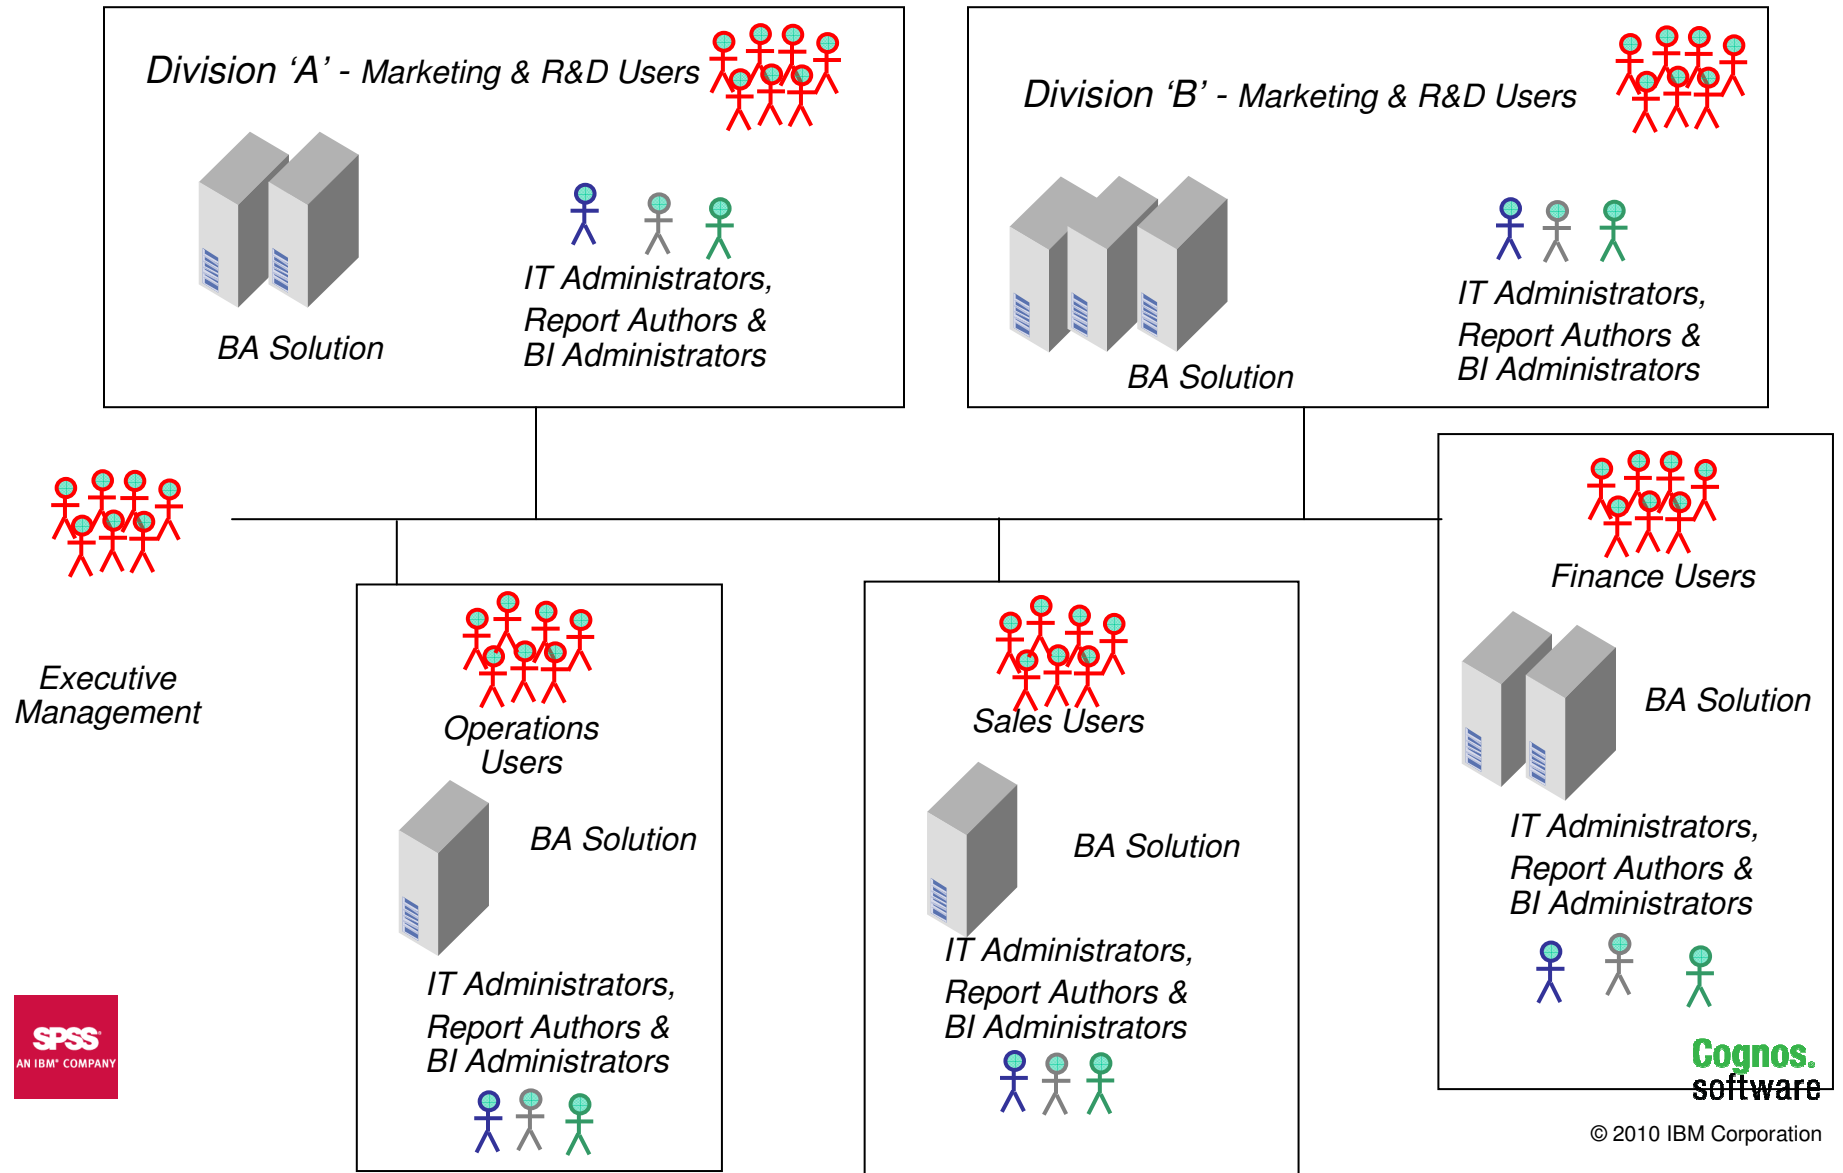 Division ‘A’ - Marketing & R&D Users
BA Solution
IT Administrators,
Report Authors &
BI Administrators
Division ‘B’ - Marketing & R&D Users
BA Solution
IT Administrators,
Report Authors &
BI Administrators
Executive
Management
Operations
Users
BA Solution
IT Administrators,
Report Authors &
BI Administrators
Sales Users
BA Solution
IT Administrators,
Report Authors &
BI Administrators
Finance Users
BA Solution
IT Administrators,
Report Authors &
BI Administrators
SPSS
AN IBM® COMPANY
Cognos.
software
© 2010 IBM Corporation